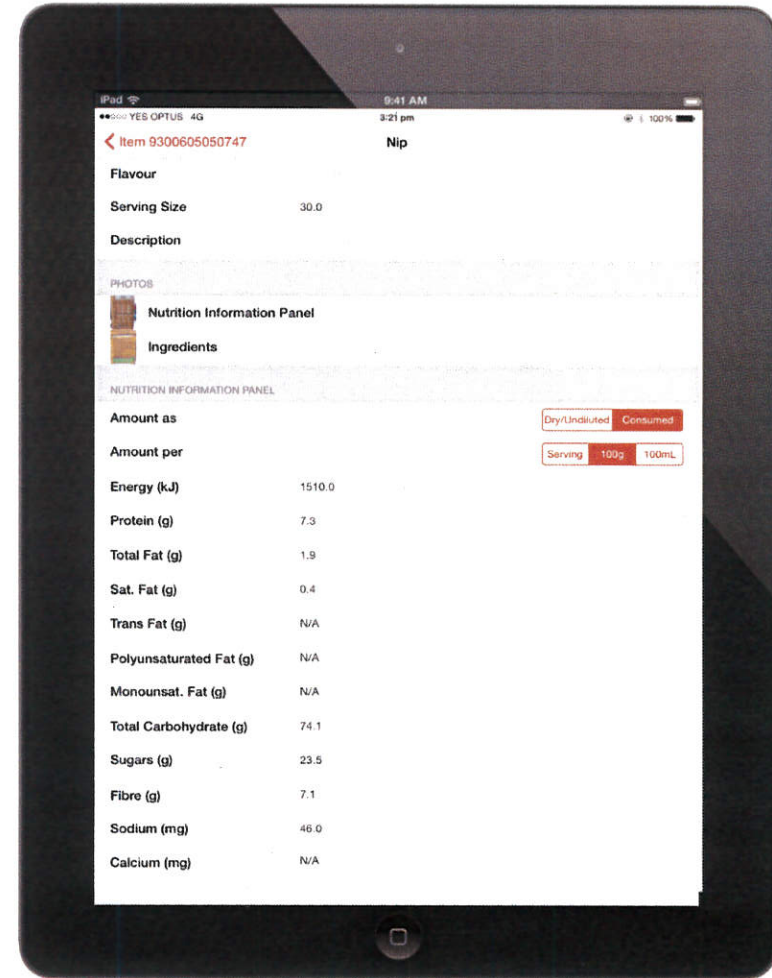 iPad 9:41 AM
YES OPTUS 4G 3:21 pm 100%
Item 9300605050747 Nip
Flavour
Serving Size 30.0
Description
PHOTOS
Nutrition Information Panel
Ingredients
NUTRITION INFORMATION PANEL
Amount as Dry/Undiluted Consumed
Amount per Serving 100g 100mL
Energy (kJ) 1510.0
Protein (g) 7.3
Total Fat (g) 1.9
Sat. Fat (g) 0.4
Trans Fat (g) N/A
Polyunsaturated Fat (g) N/A
Monounsat. Fat (g) N/A
Total Carbohydrate (g) 74.1
Sugars (g) 23.5
Fibre (g) 7.1
Sodium (mg) 46.0
Calcium (mg) N/A